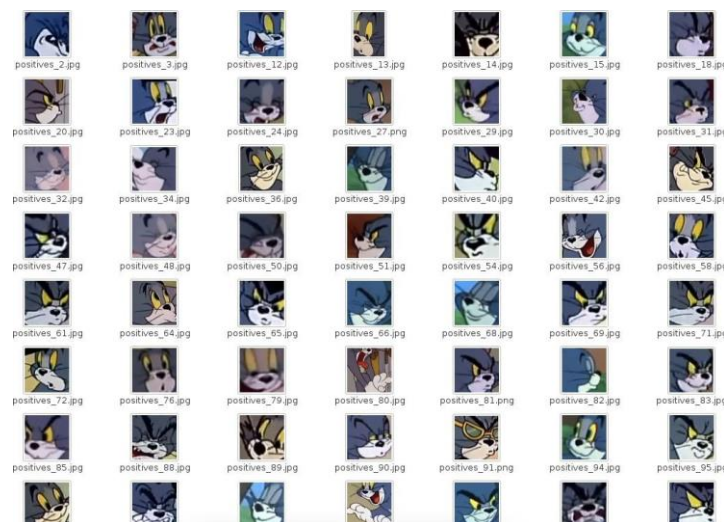 positives_2.jpg positives_3.jpg positives_12.jpg positives_13.jpg positives_14.jpg positives_15.jpg positives_18.jpg
positives_20.jpg positives_23.jpg positives_24.jpg positives_27.png positives_29.jpg positives_30.jpg positives_31.jpg
positives_32.jpg positives_34.jpg positives_36.jpg positives_39.jpg positives_40.jpg positives_42.jpg positives_45.jpg
positives_47.jpg positives_48.jpg positives_50.jpg positives_51.jpg positives_54.jpg positives_56.jpg positives_58.jpg
positives_61.jpg positives_64.jpg positives_65.jpg positives_66.jpg positives_68.jpg positives_69.jpg positives_71.jpg
positives_72.jpg positives_76.jpg positives_79.jpg positives_80.jpg positives_81.png positives_82.jpg positives_83.jpg
positives_85.jpg positives_88.jpg positives_89.jpg positives_90.jpg positives_91.png positives_94.jpg positives_95.jpg